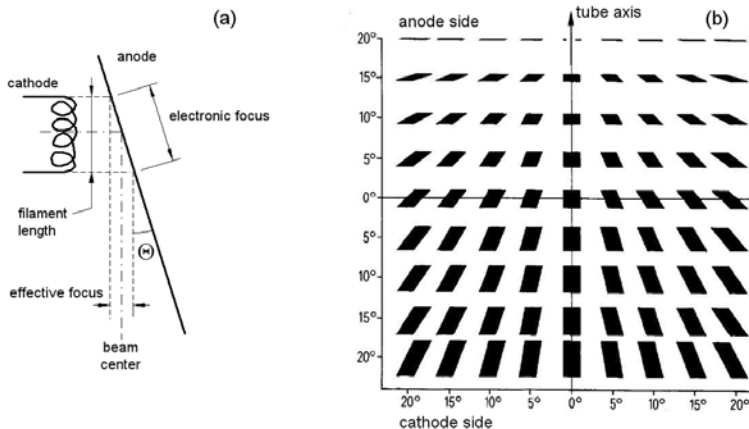 (a)
anode
cathode
electronic focus
filament
length
Θ
effective focus
beam
center
(b)
anode side
tube axis
20°
15°
10°
5°
0°
5°
10°
15°
20°
20° 15° 10° 5° 0° 5° 10° 15° 20°
cathode side